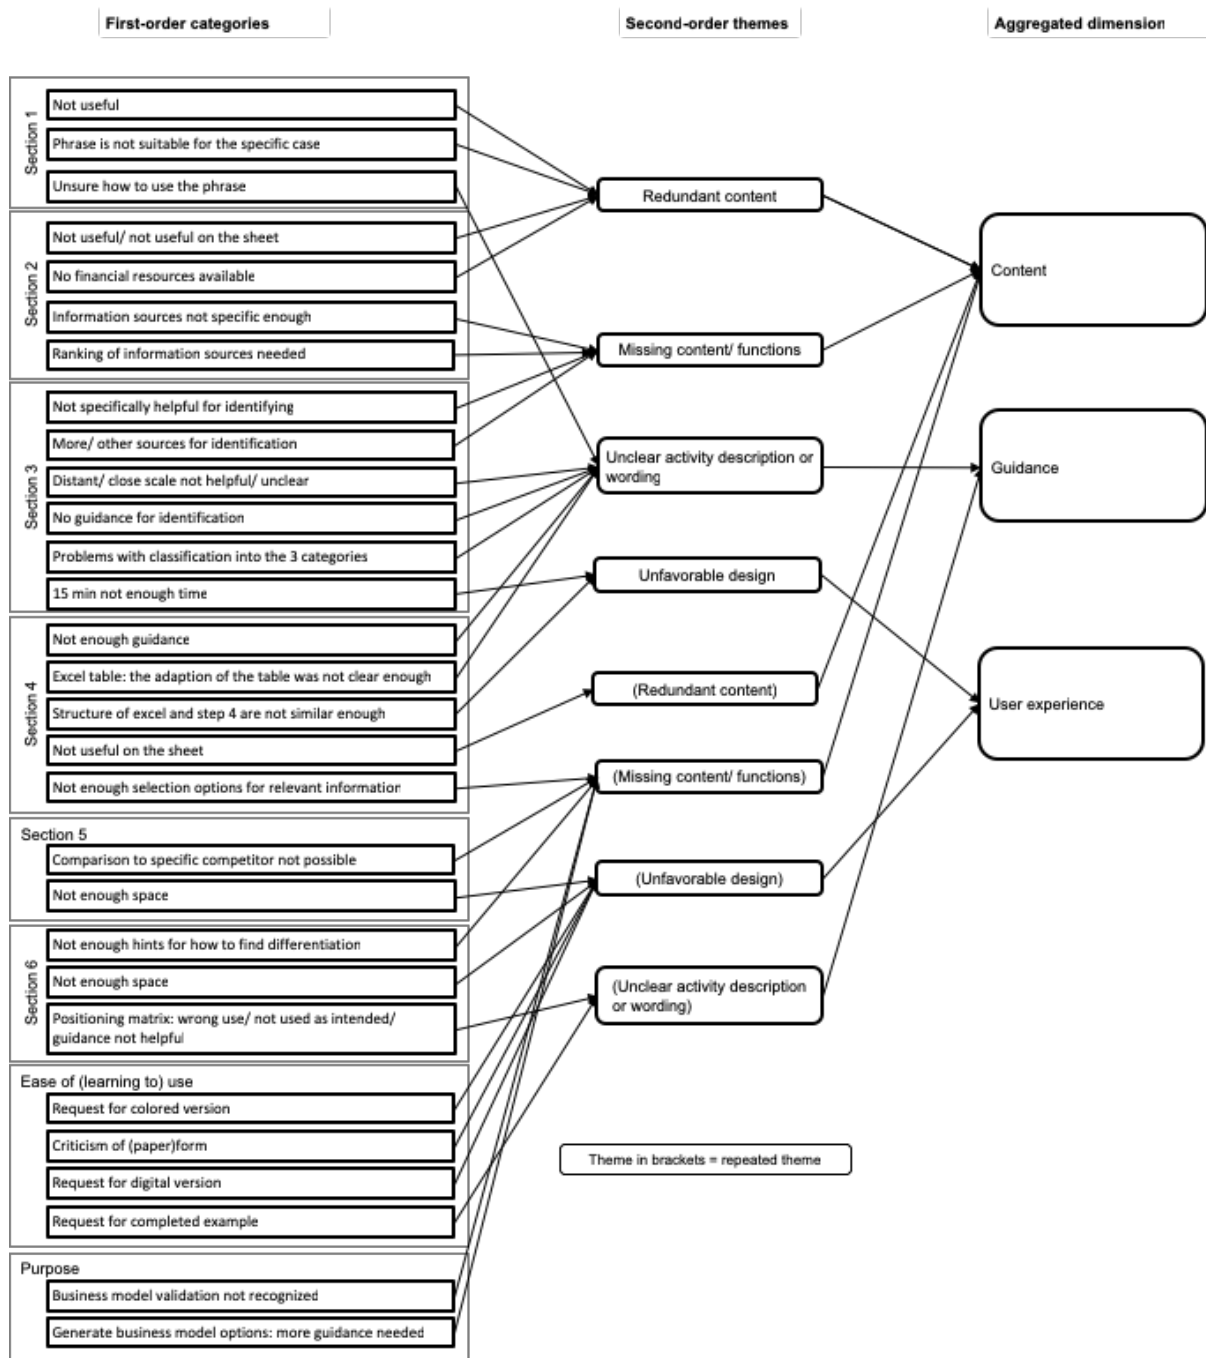 First-order categories
Second-order themes
Aggregated dimension
Section 1
Not useful
Phrase is not suitable for the specific case
Unsure how to use the phrase
Section 2
Not useful/ not useful on the sheet
No financial resources available
Information sources not specific enough
Ranking of information sources needed
Section 3
Not specifically helpful for identifying
More/ other sources for identification
Distant/ close scale not helpful/ unclear
No guidance for identification
Problems with classification into the 3 categories
15 min not enough time
Section 4
Not enough guidance
Excel table: the adaption of the table was not clear enough
Structure of excel and step 4 are not similar enough
Not useful on the sheet
Not enough selection options for relevant information
Section 5
Comparison to specific competitor not possible
Not enough space
Section 6
Not enough hints for how to find differentiation
Not enough space
Positioning matrix: wrong use/ not used as intended/
guidance not helpful
Ease of (learning to) use
Request for colored version
Criticism of (paper)form
Request for digital version
Request for completed example
Purpose
Business model validation not recognized
Generate business model options: more guidance needed
Redundant content
Missing content/ functions
Unclear activity description or
wording
Unfavorable design
(Redundant content)
(Missing content/ functions)
(Unfavorable design)
(Unclear activity description
or wording)
Theme in brackets = repeated theme
Content
Guidance
User experience